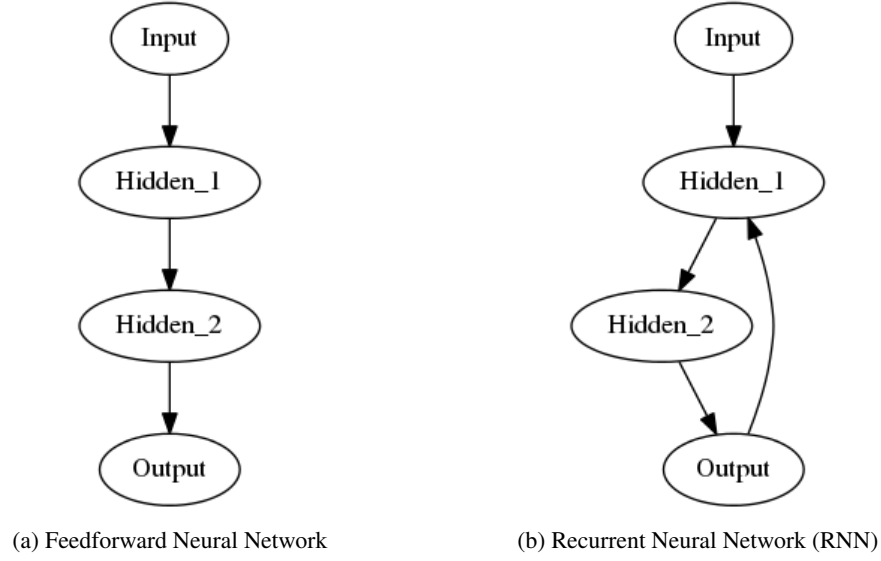 Input
Hidden_1
Hidden_2
Output
(a) Feedforward Neural Network
Input
Hidden_1
Hidden_2
Output
(b) Recurrent Neural Network (RNN)